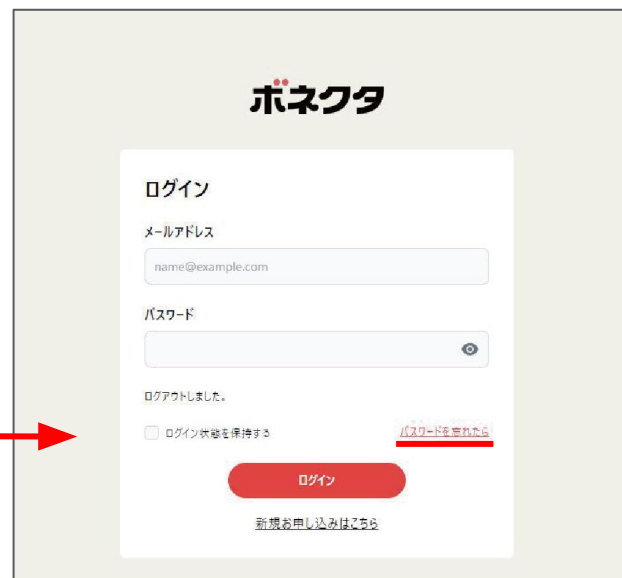 ボネクタ
ログイン
メールアドレス
name@example.com
パスワード
ログアウトしました。
ログイン状態を保持する
パスワードを忘れたら
ログイン
新規お申し込みはこちら